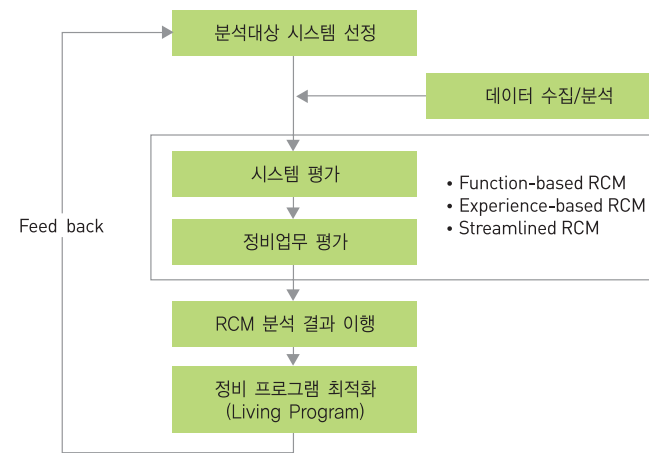 분석대상 시스템 선정
데이터 수집/분석
시스템 평가
• Function-based RCM
• Experience-based RCM
• Streamlined RCM
Feed back
정비업무 평가
RCM 분석 결과 이행
정비 프로그램 최적화
(Living Program)